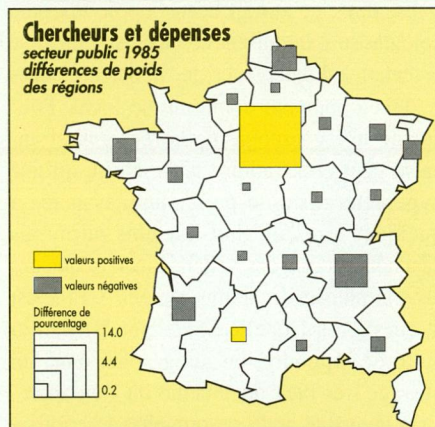 Chercheurs et dépenses
secteur public 1985
différences de poids
des régions
valeurs positives
valeurs négatives
Différence de
pourcentage
14.0
4.4
0.2